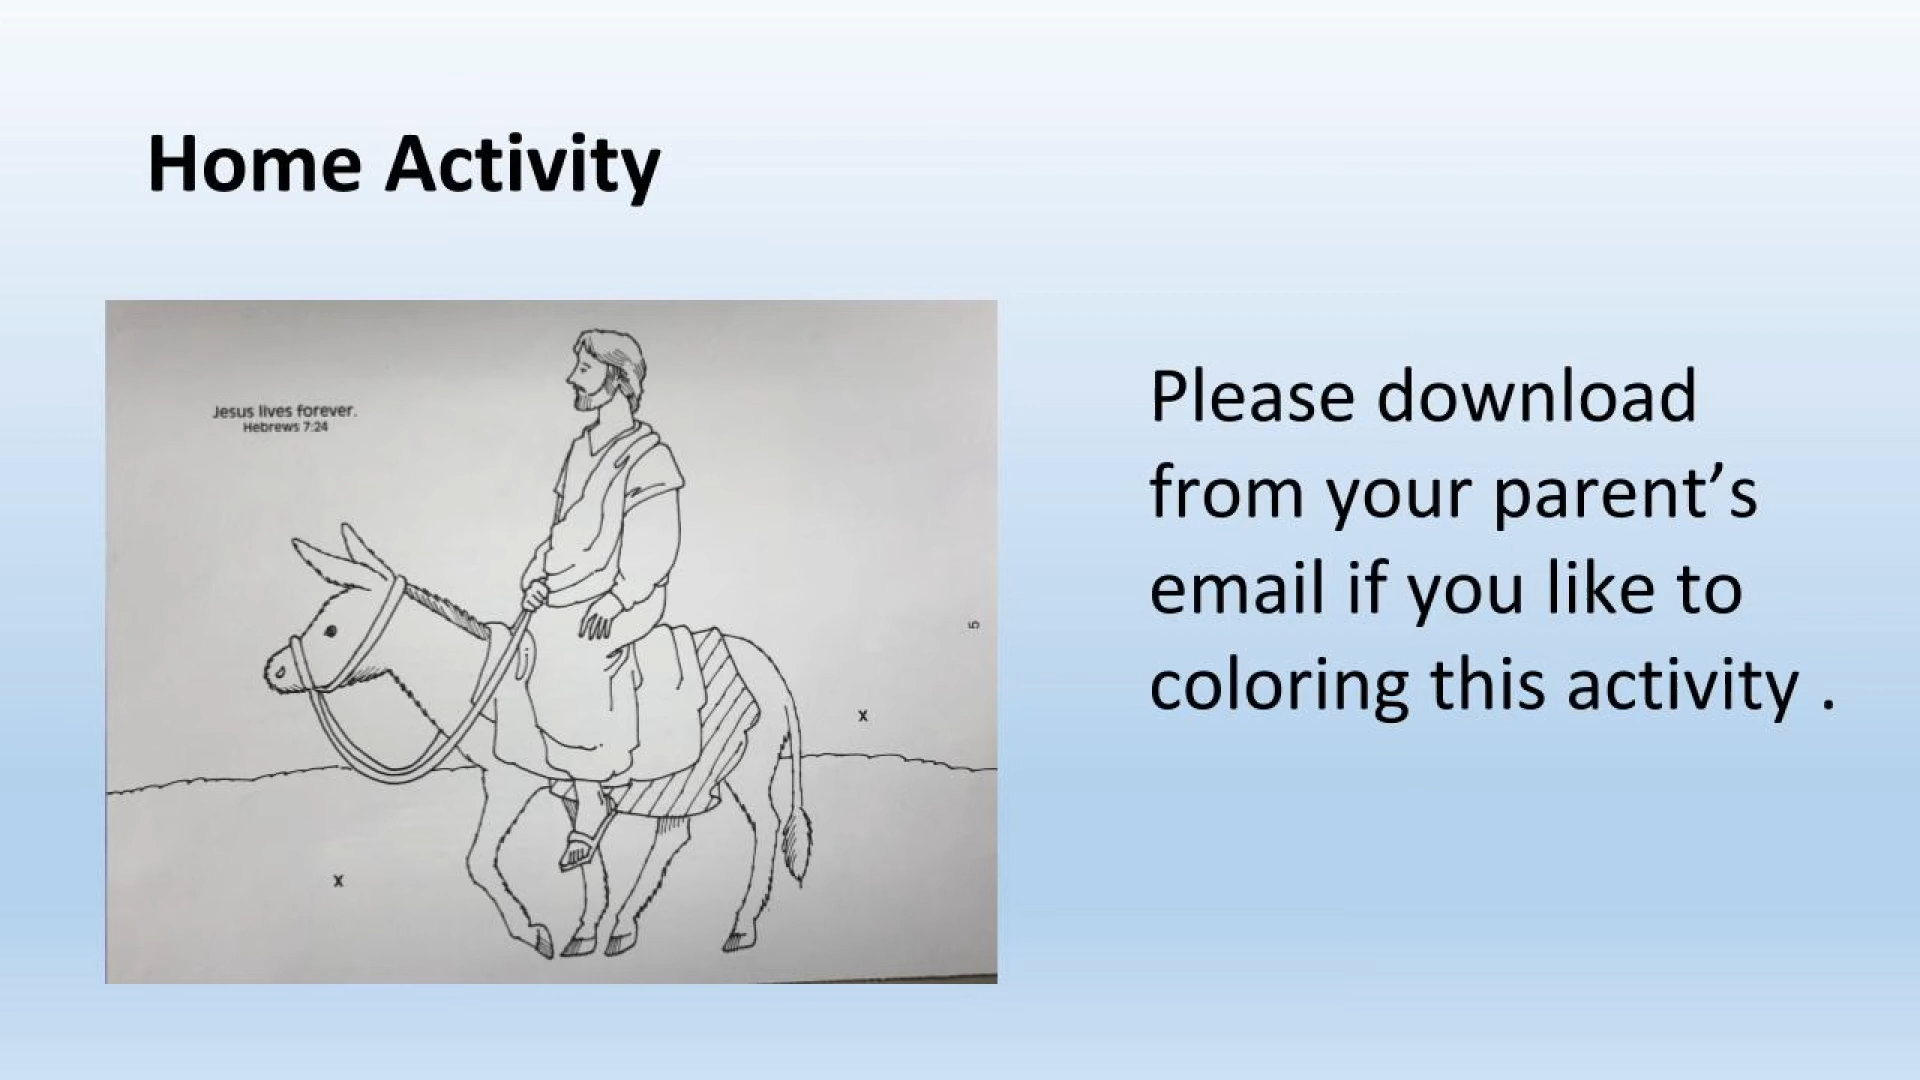 Home Activity
Jesus lives forever.
Hebrews 7:24
5
x
x
Please download
from your parent’s
email if you like to
coloring this activity .